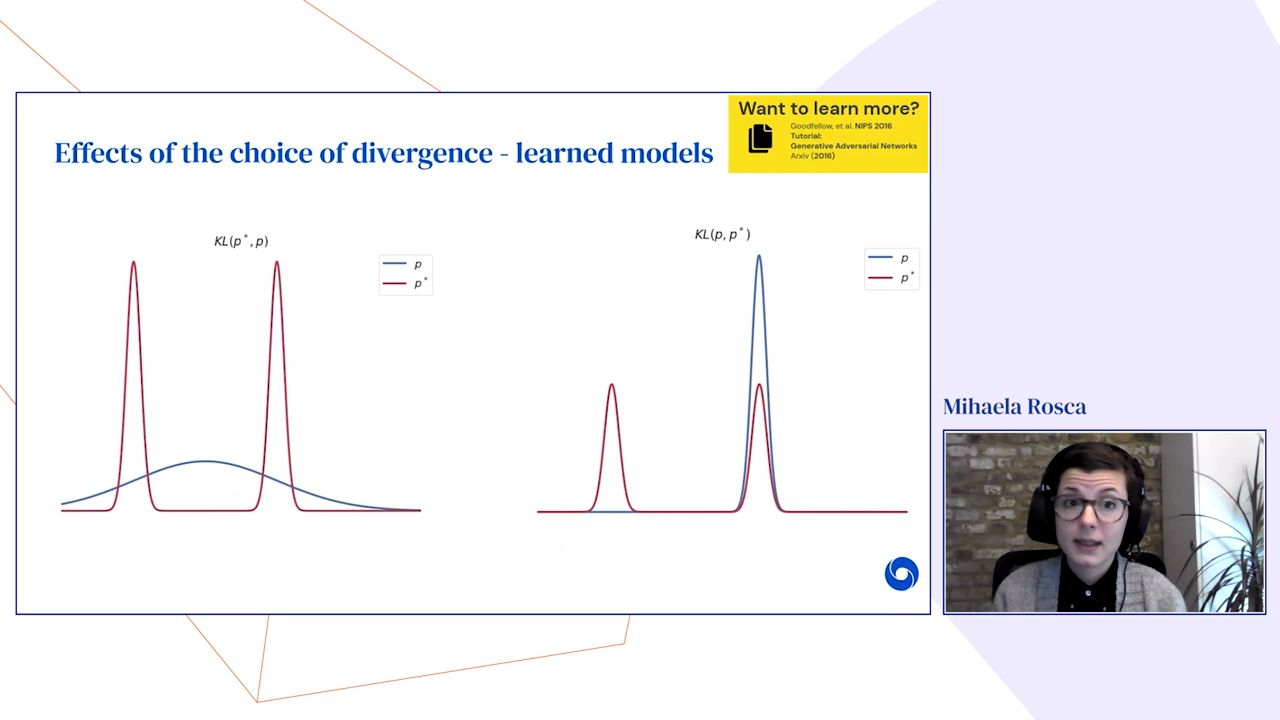 Want to learn more?
Goodfellow, et al. NIPS 2016
Tutorial:
Generative Adversarial Networks
Arxiv (2016)
Effects of the choice of divergence - learned models
KL(p*, p)
p
p*
KL(p, p*)
p
p*
Mihaela Rosca